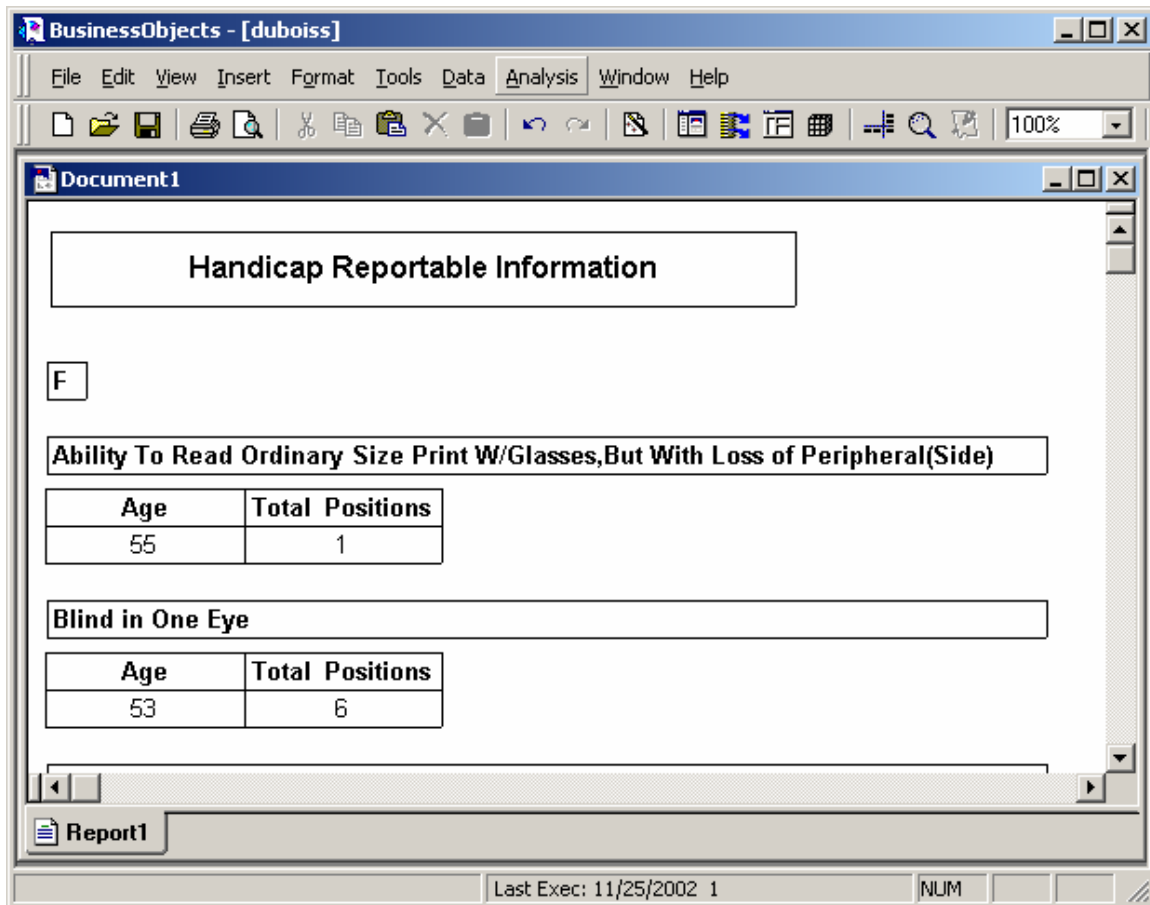 BusinessObjects - [duboiss]
File Edit View Insert Format Tools Data Analysis Window Help
100%
Document1
Handicap Reportable Information
F
Ability To Read Ordinary Size Print W/Glasses,But With Loss of Peripheral(Side)
Age Total Positions
55 1
Blind in One Eye
Age Total Positions
53 6
Report1
Last Exec: 11/25/2002 1 NUM